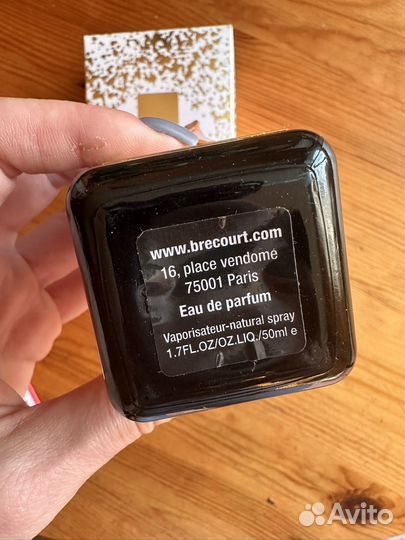 www.brecourt.com
16, place vendome
75001 Paris
Eau de parfum
Vaporisateur-natural spray
1.7FL.OZ/OZ.LIQ./50ml e
Avito